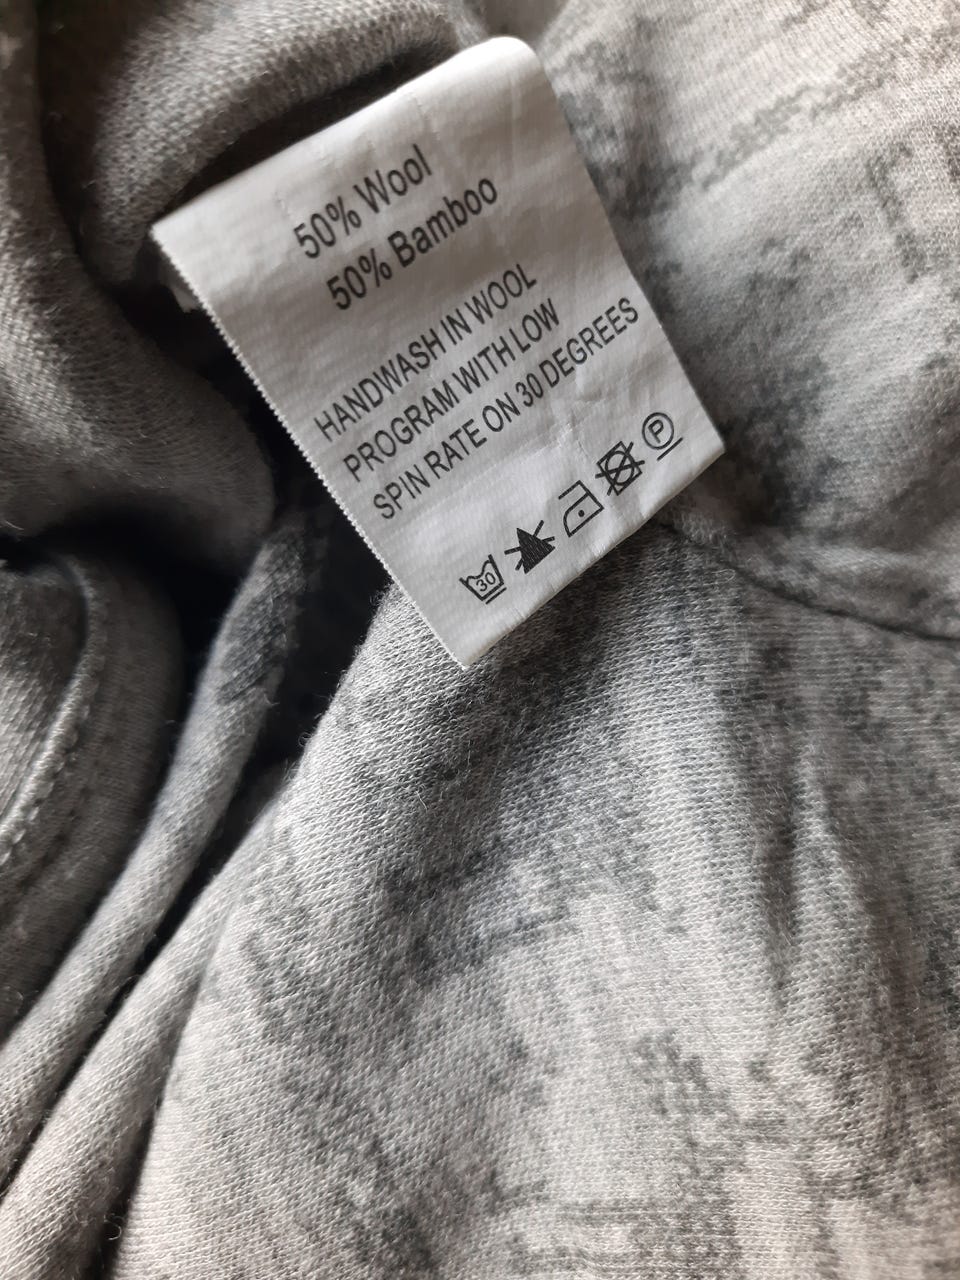 50% Wool
50% Bamboo
HANDWASH IN WOOL
PROGRAM WITH LOW
SPIN RATE ON 30 DEGREES
30
P